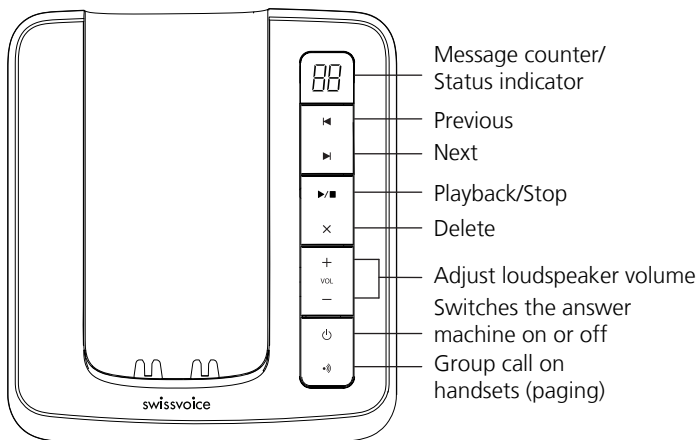 Message counter/
Status indicator
88
Previous
Next
Playback/Stop
Delete
+
VOL
−
Adjust loudspeaker volume
Switches the answer
machine on or off
Group call on
handsets (paging)
swissvoice